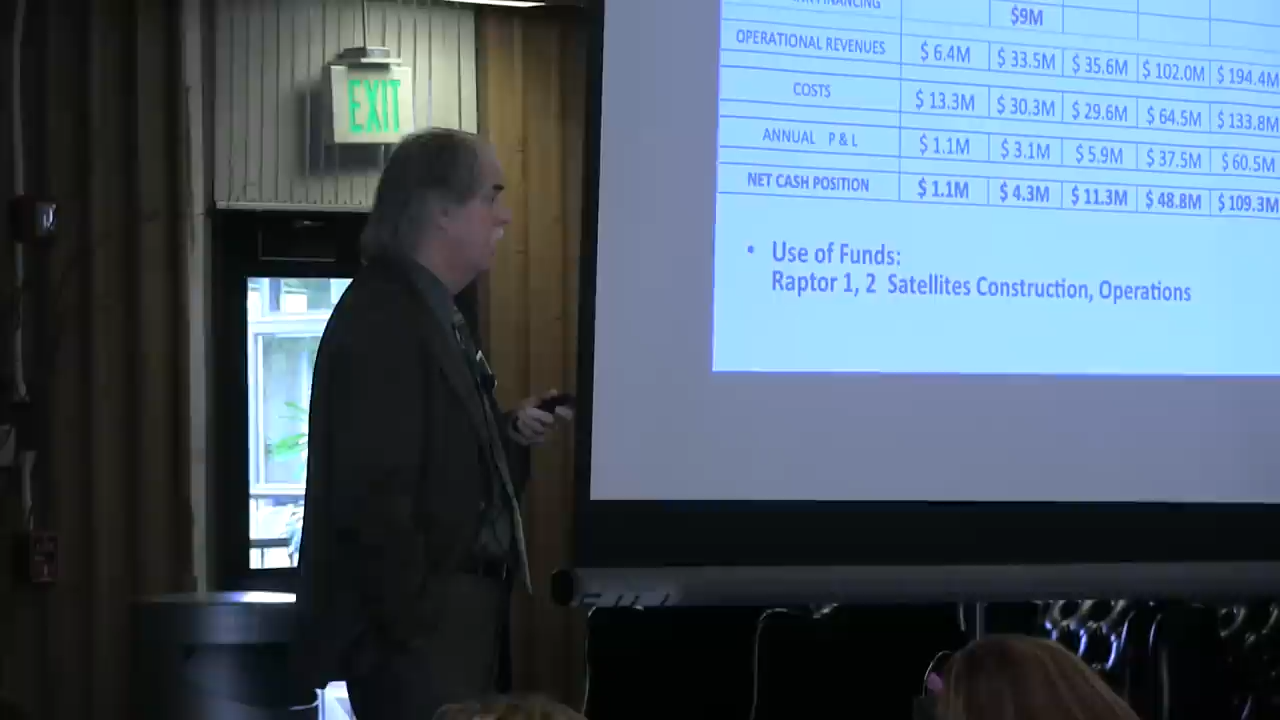 FINANCING
$9M
OPERATIONAL REVENUES $ 6.4M $ 33.5M $ 35.6M $ 102.0M $ 194.4M
COSTS $ 13.3M $ 30.3M $ 29.6M $ 64.5M $ 133.8M
ANNUAL P & L $ 1.1M $ 3.1M $ 5.9M $ 37.5M $ 60.5M
NET CASH POSITION $ 1.1M $ 4.3M $ 11.3M $ 48.8M $ 109.3M
• Use of Funds:
Raptor 1, 2 Satellites Construction, Operations
EXIT